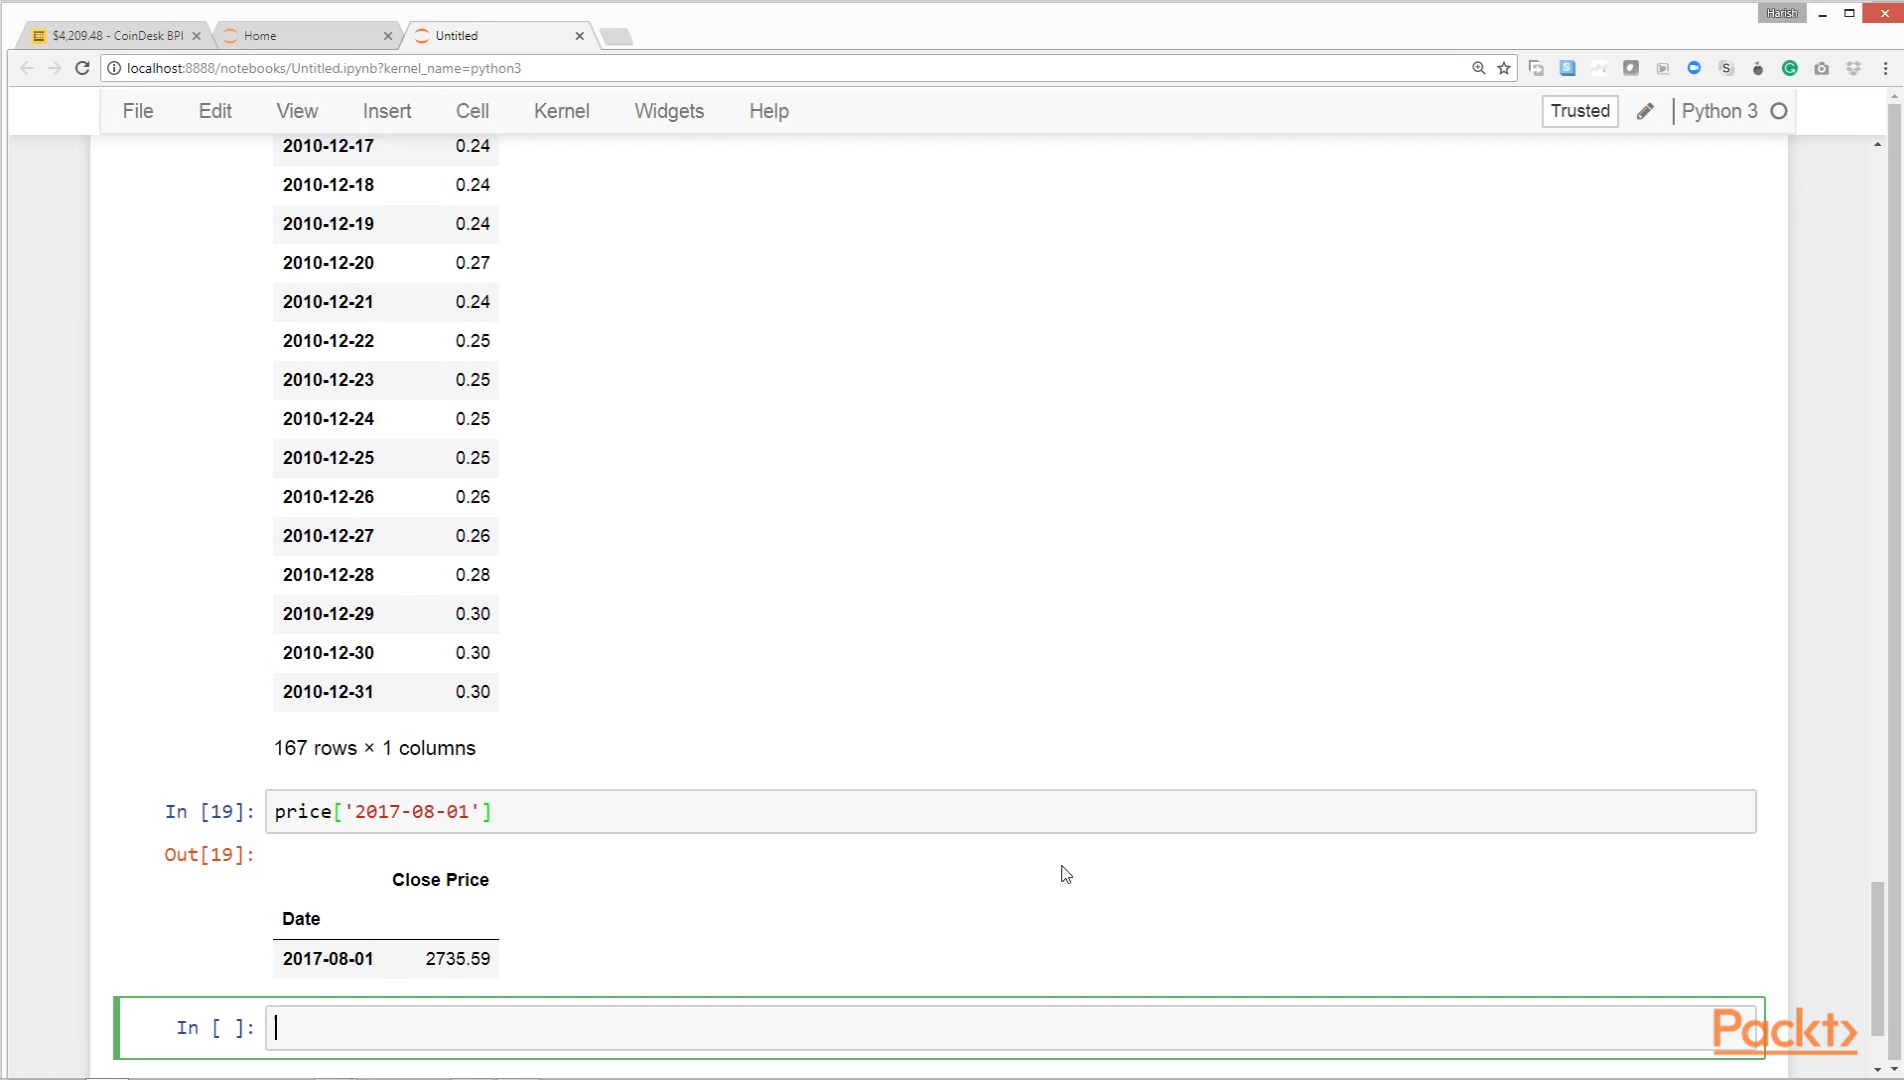 Harish
$4,209.48 - CoinDesk BPI
Home
Untitled
localhost:8888/notebooks/Untitled.ipynb?kernel_name=python3
File Edit View Insert Cell Kernel Widgets Help
Trusted
Python 3
2010-12-17 0.24
2010-12-18 0.24
2010-12-19 0.24
2010-12-20 0.27
2010-12-21 0.24
2010-12-22 0.25
2010-12-23 0.25
2010-12-24 0.25
2010-12-25 0.25
2010-12-26 0.26
2010-12-27 0.26
2010-12-28 0.28
2010-12-29 0.30
2010-12-30 0.30
2010-12-31 0.30
167 rows × 1 columns
In [19]: price['2017-08-01']
Out[19]:
Close Price
Date
2017-08-01 2735.59
In [ ]:
Packt>